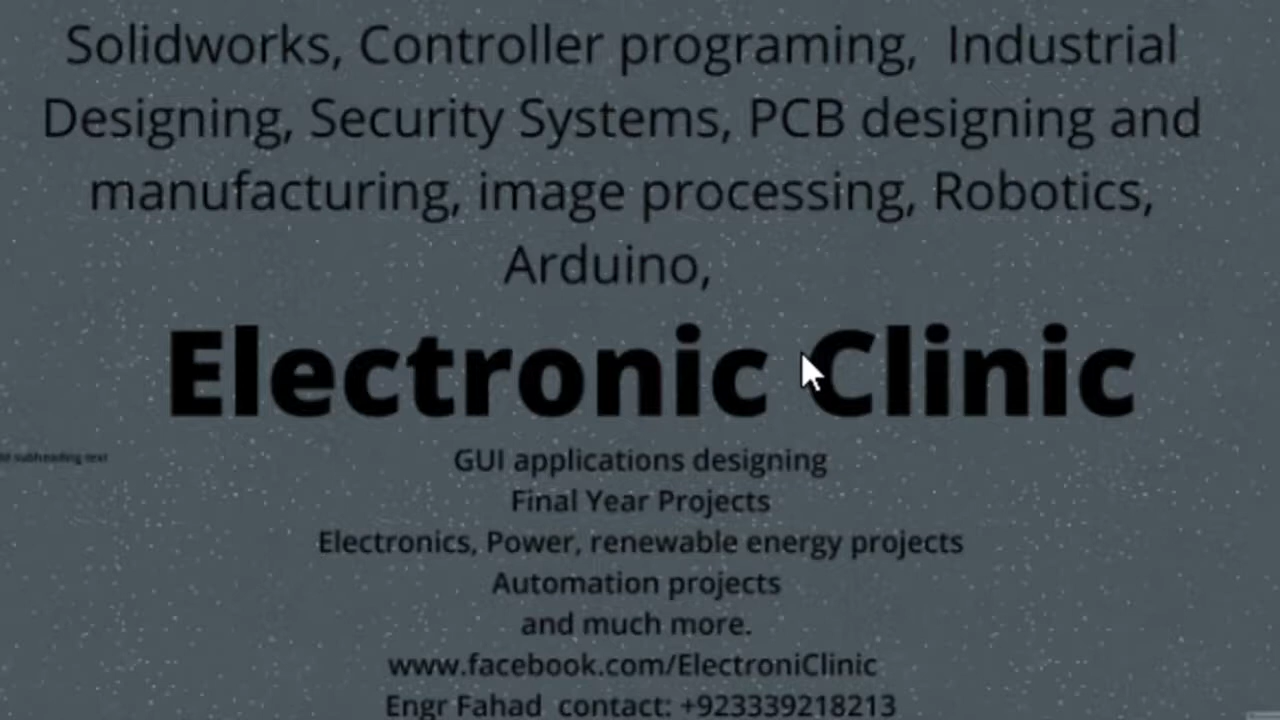 Solidworks, Controller programing, Industrial
Designing, Security Systems, PCB designing and
manufacturing, image processing, Robotics,
Arduino,
Electronic Clinic
subheading text
GUI applications designing
Final Year Projects
Electronics, Power, renewable energy projects
Automation projects
and much more.
www.facebook.com/ElectroniClinic
Engr Fahad contact: +923339218213